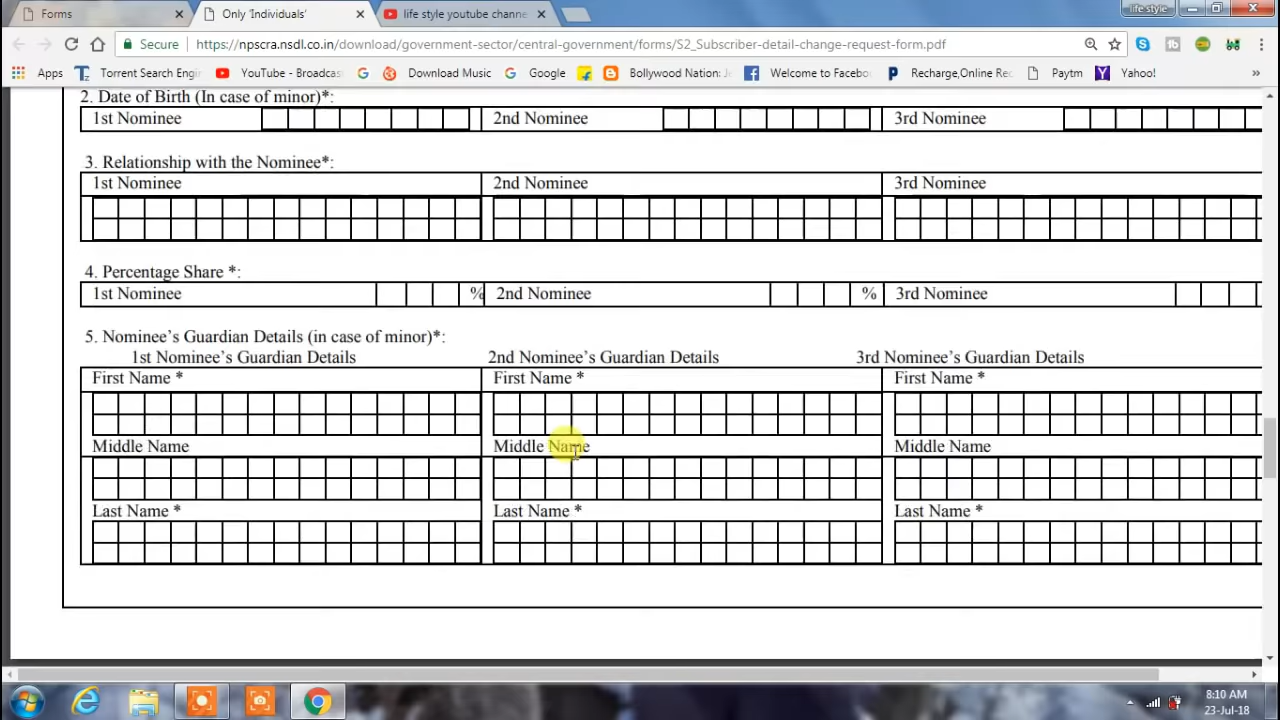 Forms
Only 'Individuals'
life style youtube channe
life style
Secure
https://npscra.nsdl.co.in/download/government-sector/central-government/forms/S2_Subscriber-detail-change-request-form.pdf
Apps
Torrent Search Engi
YouTube - Broadcas
Download Music
Google
Bollywood Nation:
Welcome to Facebo
Recharge,Online Re
Paytm
Yahoo!
»
2. Date of Birth (In case of minor)*:
1st Nominee 2nd Nominee 3rd Nominee
3. Relationship with the Nominee*:
1st Nominee 2nd Nominee 3rd Nominee
4. Percentage Share *:
1st Nominee % 2nd Nominee % 3rd Nominee
5. Nominee's Guardian Details (in case of minor)*:
1st Nominee's Guardian Details 2nd Nominee's Guardian Details 3rd Nominee's Guardian Details
First Name * First Name * First Name *
Middle Name Middle Name Middle Name
Last Name * Last Name * Last Name *
8:10 AM
23-Jul-18